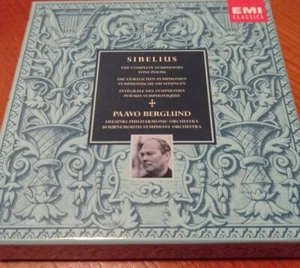 EMI
CLASSICS
SIBELIUS
THE COMPLETE SYMPHONIES
TONE POEMS
DIE SÄMTLICHEN SYMPHONIEN
SYMPHONISCHE DICHTUNGEN
INTÉGRALE DES SYMPHONIES
POÈMES SYMPHONIQUES
PAAVO BERGLUND
HELSINKI PHILHARMONIC ORCHESTRA
BOURNEMOUTH SYMPHONY ORCHESTRA